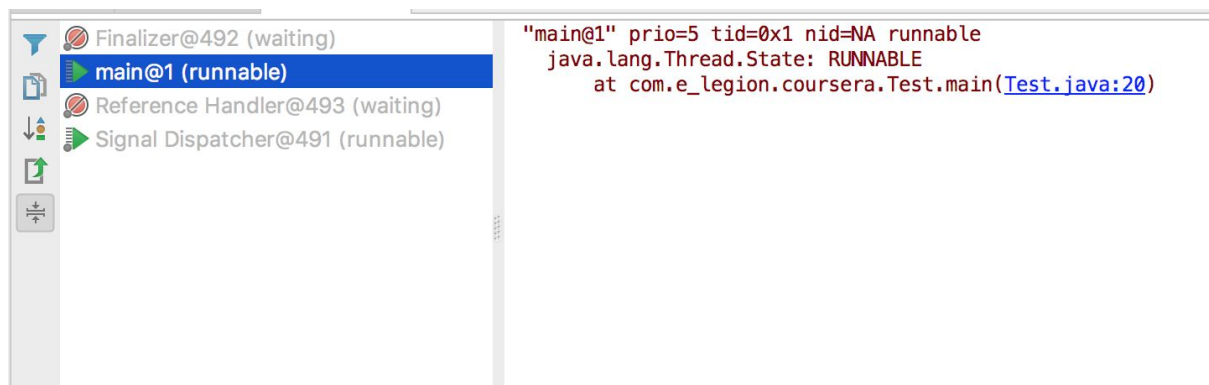 Finalizer@492 (waiting)
main@1 (runnable)
Reference Handler@493 (waiting)
Signal Dispatcher@491 (runnable)
"main@1" prio=5 tid=0x1 nid=NA runnable
java.lang.Thread.State: RUNNABLE
at com.e_legion.coursera.Test.main(Test.java:20)